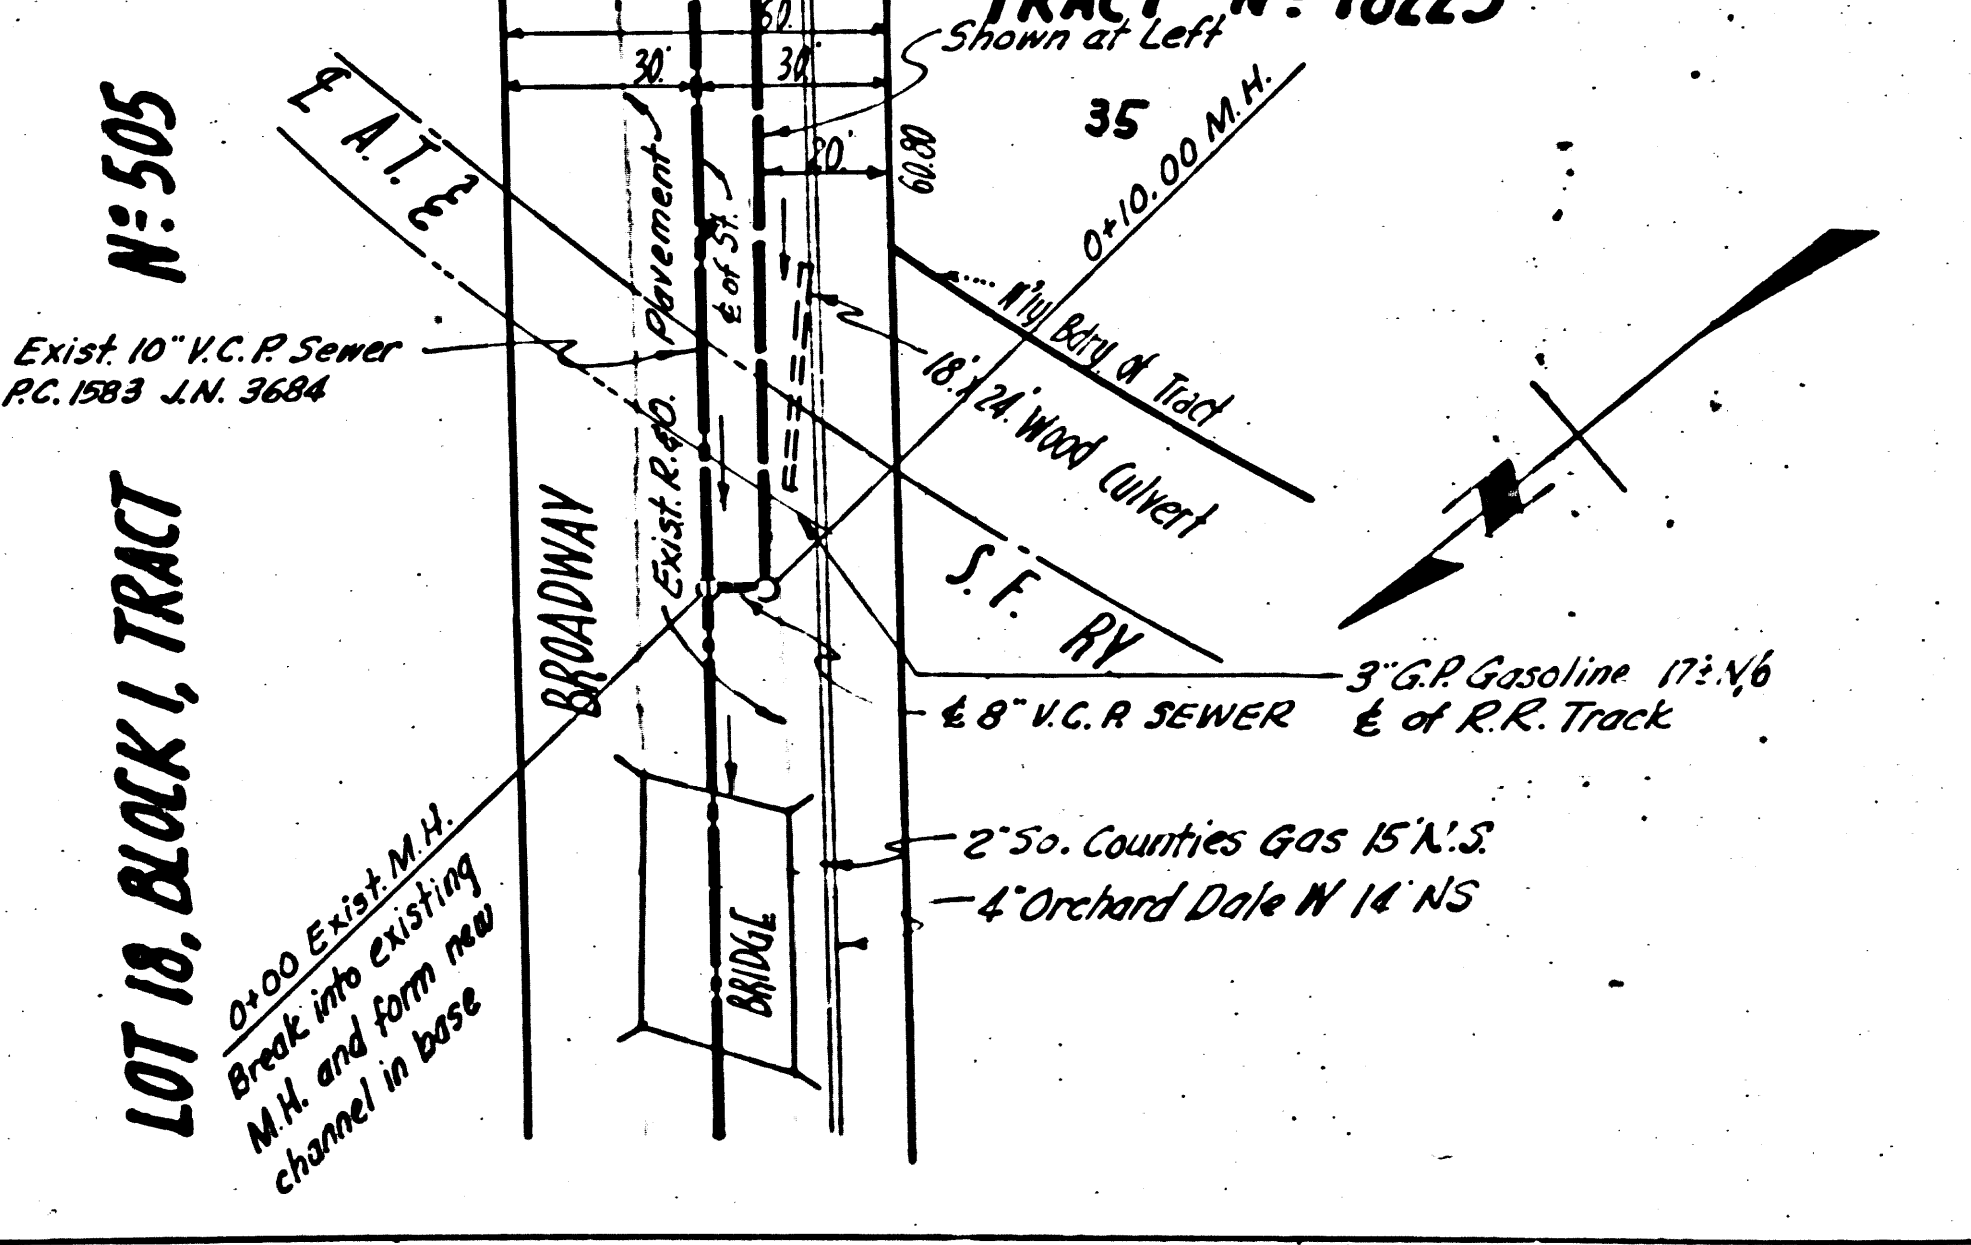 TRACT Nº 18225
Shown at Left
60'
30'
30'
20'
60.80
35
0+10.00 M.H.
℄ A.T. &
S. F. RY.
Nº 505
LOT 18, BLOCK 1, TRACT
Exist. 10" V.C.P. Sewer
P.C. 1583 J.N. 3684
Pavement
Exist. R.&O.
℄ of St.
BROADWAY
N'ly Bdry. of Tract
18" x 24" Wood Culvert
3" G.P. Gasoline 17±
℄ of R.R. Track
℄ 8" V.C.P. SEWER
2" So. Counties Gas 15' N.S.
4" Orchard Dale W 14' NS
BRIDGE
0+00 Exist. M.H.
Break into existing
M.H. and form new
channel in base